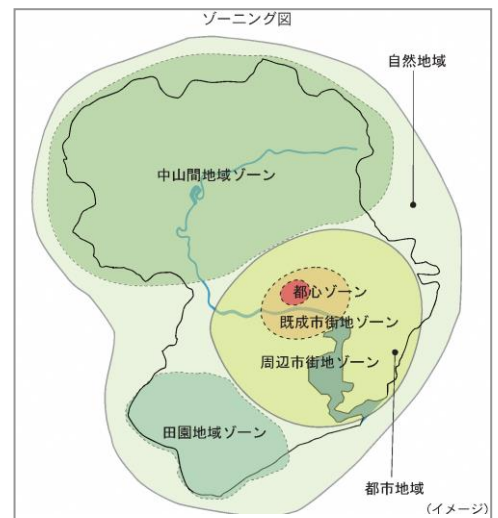 ゾーニング図
自然地域
中山間地域ゾーン
都心ゾーン
既成市街地ゾーン
周辺市街地ゾーン
田園地域ゾーン
都市地域
(イメージ)